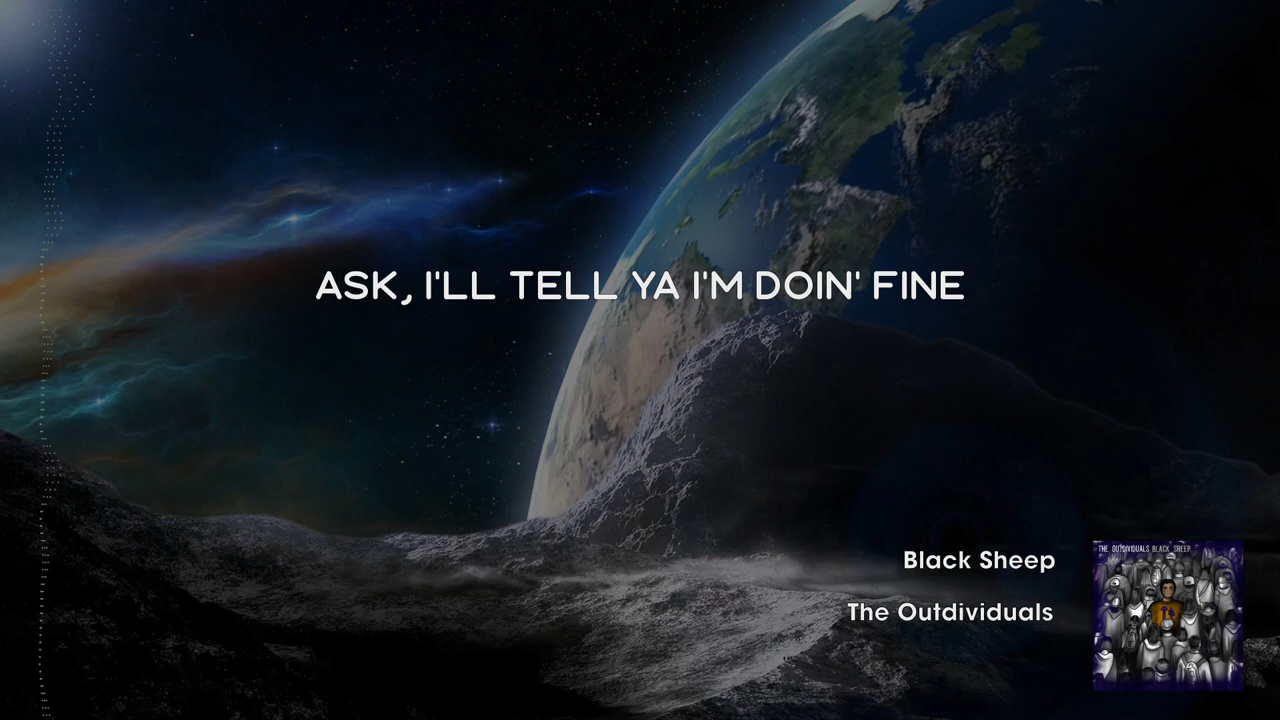 ASK, I'LL TELL YA I'M DOIN' FINE
Black Sheep
The Outdividuals
THE OUTDIVIDUALS BLACK SHEEP